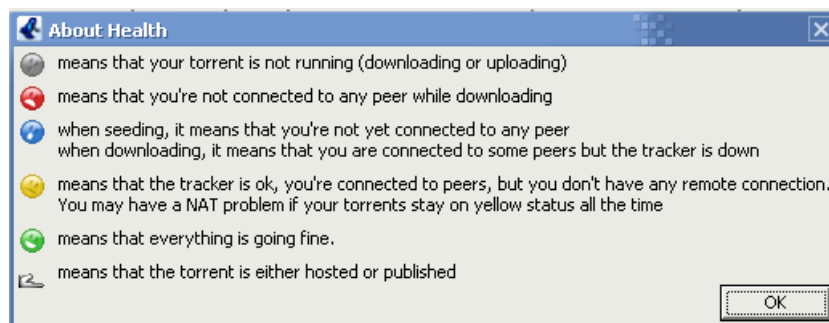 About Health
means that your torrent is not running (downloading or uploading)
means that you're not connected to any peer while downloading
when seeding, it means that you're not yet connected to any peer
when downloading, it means that you are connected to some peers but the tracker is down
means that the tracker is ok, you're connected to peers, but you don't have any remote connection.
You may have a NAT problem if your torrents stay on yellow status all the time
means that everything is going fine.
means that the torrent is either hosted or published
OK